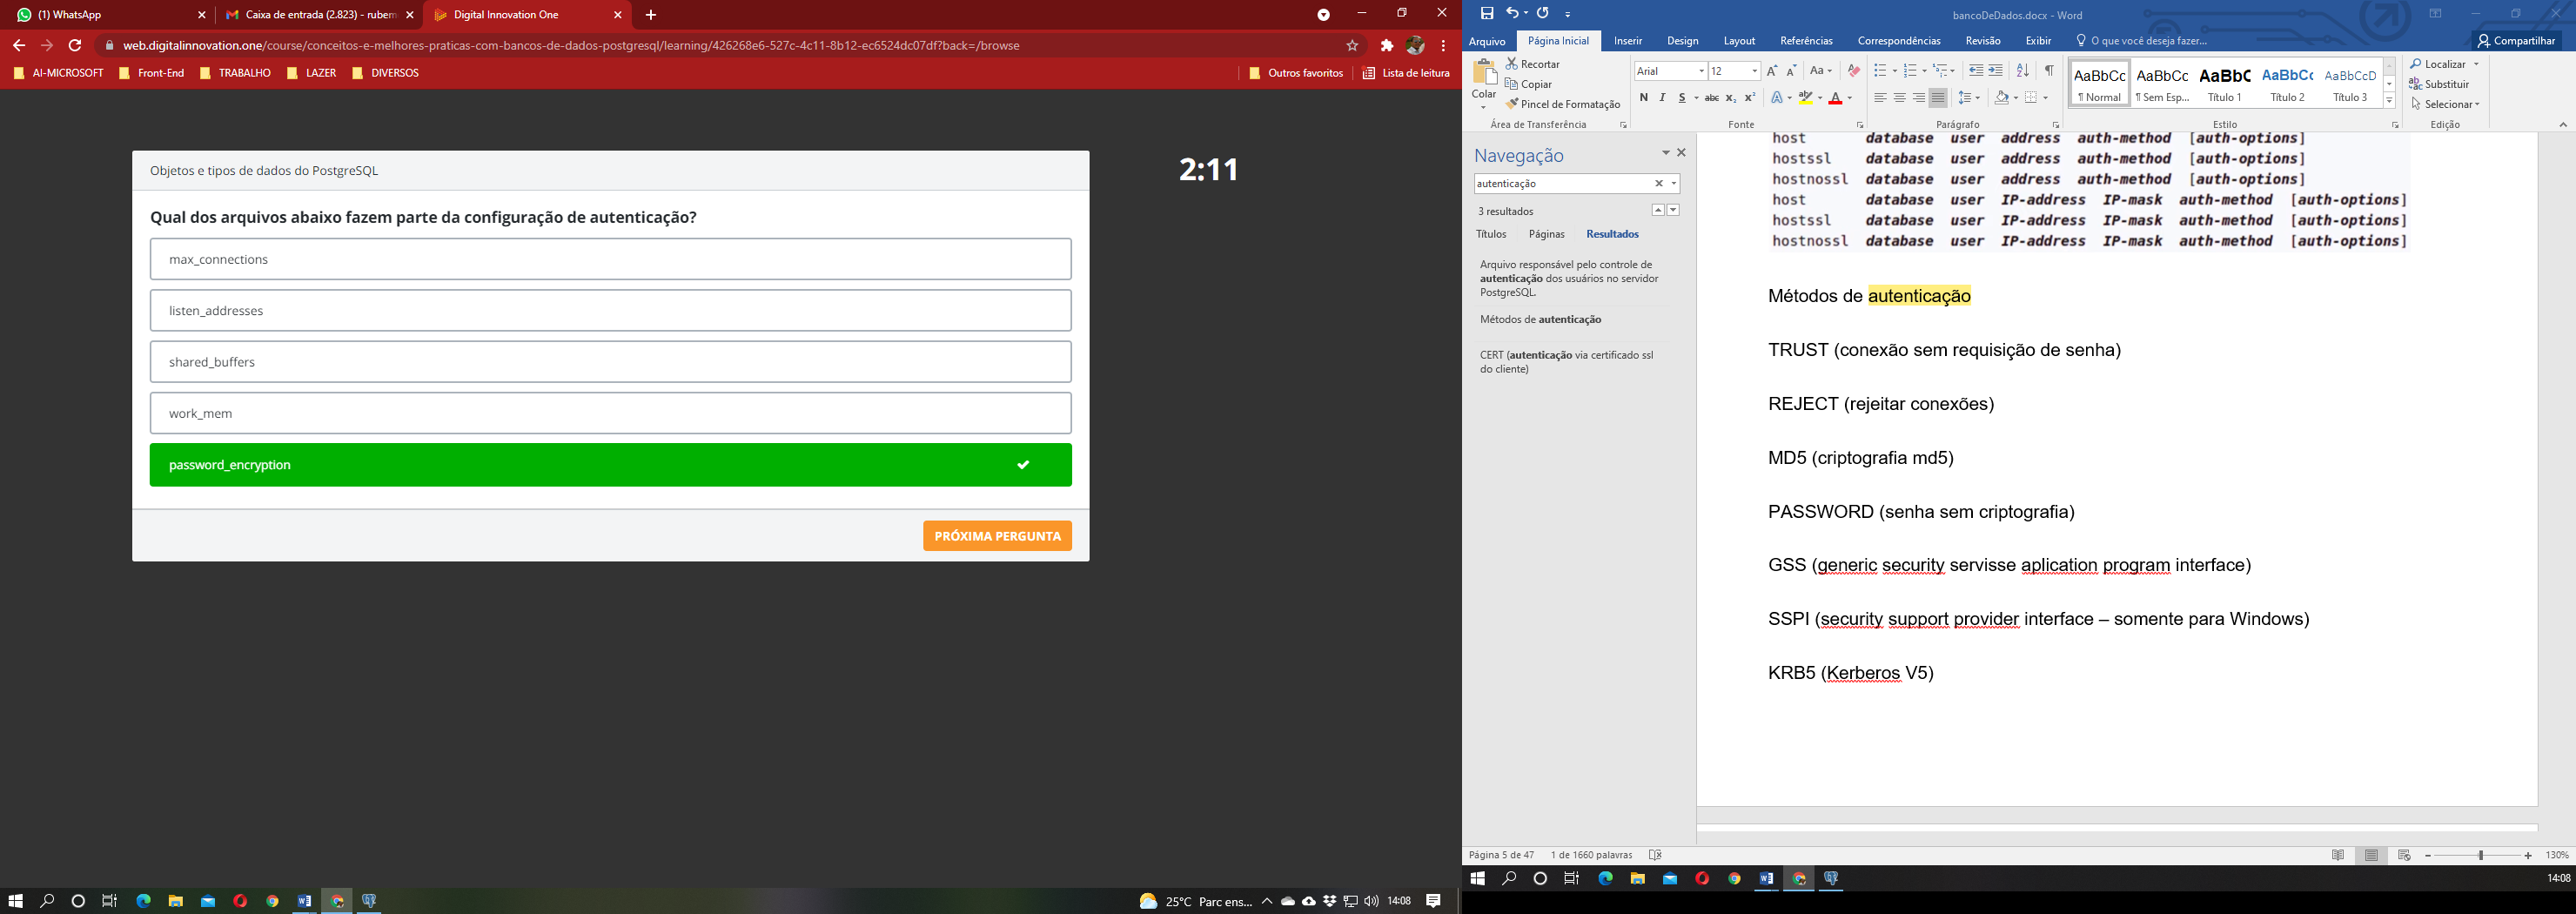 (1) WhatsApp
Caixa de entrada (2.823) - rubem
Digital Innovation One
web.digitalinnovation.one/course/conceitos-e-melhores-praticas-com-bancos-de-dados-postgresql/learning/426268e6-527c-4c11-8b12-ec6524dc07df?back=/browse
AI-MICROSOFT
Front-End
TRABALHO
LAZER
DIVERSOS
Outros favoritos
Lista de leitura
Objetos e tipos de dados do PostgreSQL
2:11
Qual dos arquivos abaixo fazem parte da configuração de autenticação?
max_connections
listen_addresses
shared_buffers
work_mem
password_encryption
PRÓXIMA PERGUNTA
25°C Parc ens...
14:08
bancoDeDados.docx - Word
Arquivo
Página Inicial
Inserir
Design
Layout
Referências
Correspondências
Revisão
Exibir
O que você deseja fazer...
Compartilhar
Colar
Recortar
Copiar
Pincel de Formatação
Área de Transferência
Arial
12
Aa
N I S abc x₂ x²
A
A
Fonte
Parágrafo
AaBbCc
¶ Normal
AaBbCc
¶ Sem Esp...
AaBbC
Título 1
AaBbCc
Título 2
AaBbCcD
Título 3
Estilo
Localizar
Substituir
Selecionar
Edição
Navegação
autenticação
3 resultados
Títulos
Páginas
Resultados
Arquivo responsável pelo controle de
autenticação dos usuários no servidor
PostgreSQL.
Métodos de autenticação
CERT (autenticação via certificado ssl
do cliente)
host database user address auth-method [auth-options]
hostssl database user address auth-method [auth-options]
hostnossl database user address auth-method [auth-options]
host database user IP-address IP-mask auth-method [auth-options]
hostssl database user IP-address IP-mask auth-method [auth-options]
hostnossl database user IP-address IP-mask auth-method [auth-options]
Métodos de autenticação
TRUST (conexão sem requisição de senha)
REJECT (rejeitar conexões)
MD5 (criptografia md5)
PASSWORD (senha sem criptografia)
GSS (generic security servisse aplication program interface)
SSPI (security support provider interface – somente para Windows)
KRB5 (Kerberos V5)
Página 5 de 47
1 de 1660 palavras
130%
14:08